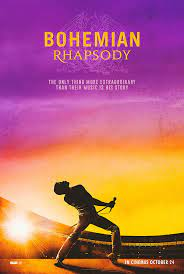 BOHEMIAN
RHAPSODY
THE ONLY THING MORE EXTRAORDINARY
THAN THEIR MUSIC IS HIS STORY
IN CINEMAS OCTOBER 24